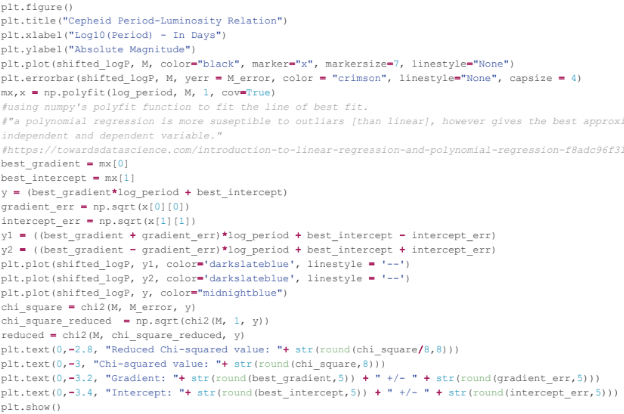 plt.figure()
plt.title("Cepheid Period-Luminosity Relation")
plt.xlabel("Log10(Period) - In Days")
plt.ylabel("Absolute Magnitude")
plt.plot(shifted_logP, M, color="black", marker="x", markersize=7, linestyle="None")
plt.errorbar(shifted_logP, M, yerr = M_error, color = "crimson", linestyle="None", capsize = 4)
mx,x = np.polyfit(log_period, M, 1, cov=True)
#using numpy's polyfit function to fit the line of best fit.
#"a polynomial regression is more suseptible to outliars [than linear], however gives the best approxi
independent and dependent variable."
#https://towardsdatascience.com/introduction-to-linear-regression-and-polynomial-regression-f8adc96f31
best_gradient = mx[0]
best_intercept = mx[1]
y = (best_gradient*log_period + best_intercept)
gradient_err = np.sqrt(x[0][0])
intercept_err = np.sqrt(x[1][1])
y1 = ((best_gradient + gradient_err)*log_period + best_intercept - intercept_err)
y2 = ((best_gradient - gradient_err)*log_period + best_intercept + intercept_err)
plt.plot(shifted_logP, y1, color='darkslateblue', linestyle = '--')
plt.plot(shifted_logP, y2, color='darkslateblue', linestyle = '--')
plt.plot(shifted_logP, y, color="midnightblue")
chi_square = chi2(M, M_error, y)
chi_square_reduced  = np.sqrt(chi2(M, 1, y))
reduced = chi2(M, chi_square_reduced, y)
plt.text(0,-2.8, "Reduced Chi-squared value: "+ str(round(chi_square/8,8)))
plt.text(0,-3, "Chi-squared value: "+ str(round(chi_square,8)))
plt.text(0,-3.2, "Gradient: "+ str(round(best_gradient,5)) + " +/- " + str(round(gradient_err,5)))
plt.text(0,-3.4, "Intercept: "+ str(round(best_intercept,5)) + " +/- " + str(round(intercept_err,5)))
plt.show()